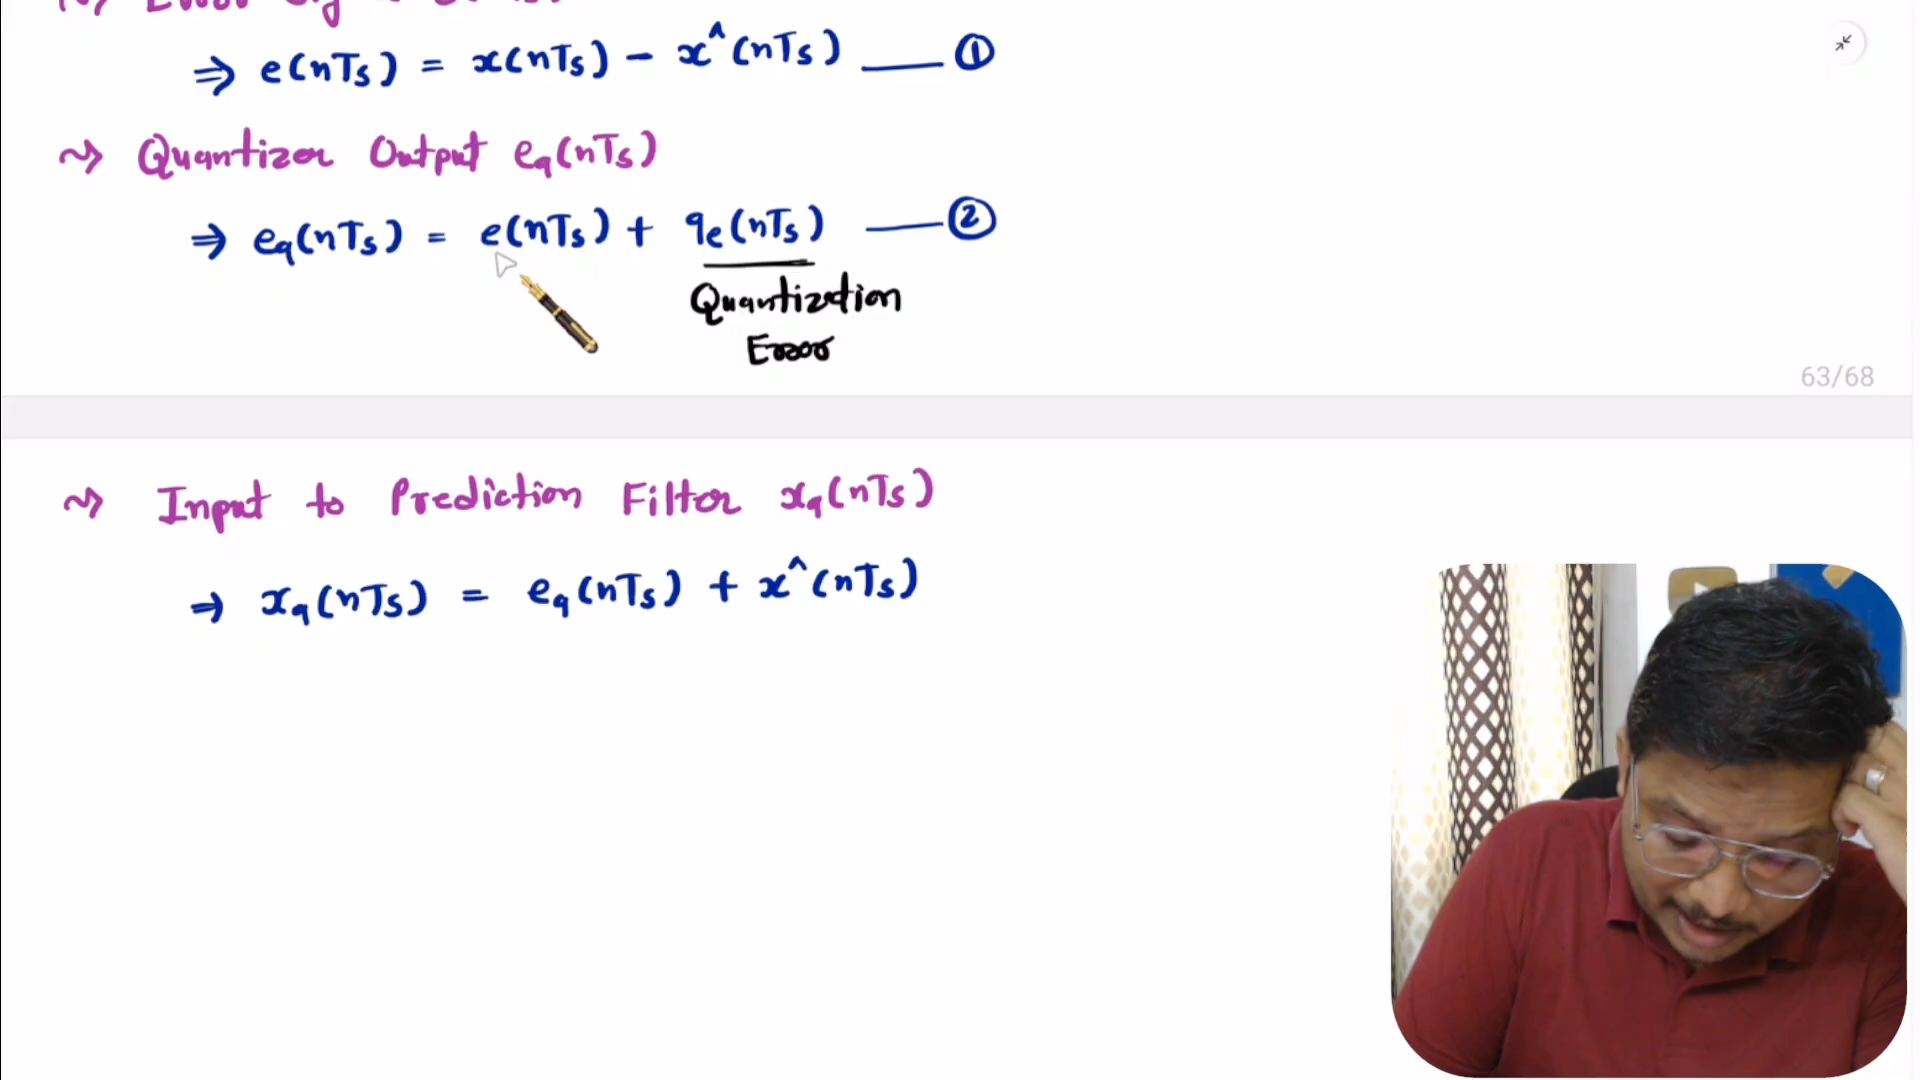 ⇒ e(nTs) = x(nTs) − x^(nTs) —— ①
~> Quantizer Output eq(nTs)
⇒ eq(nTs) = e(nTs) + qe(nTs) —— ②
Quantization
Error
63/68
~> Input to Prediction Filter xq(nTs)
⇒ xq(nTs) = eq(nTs) + x^(nTs)